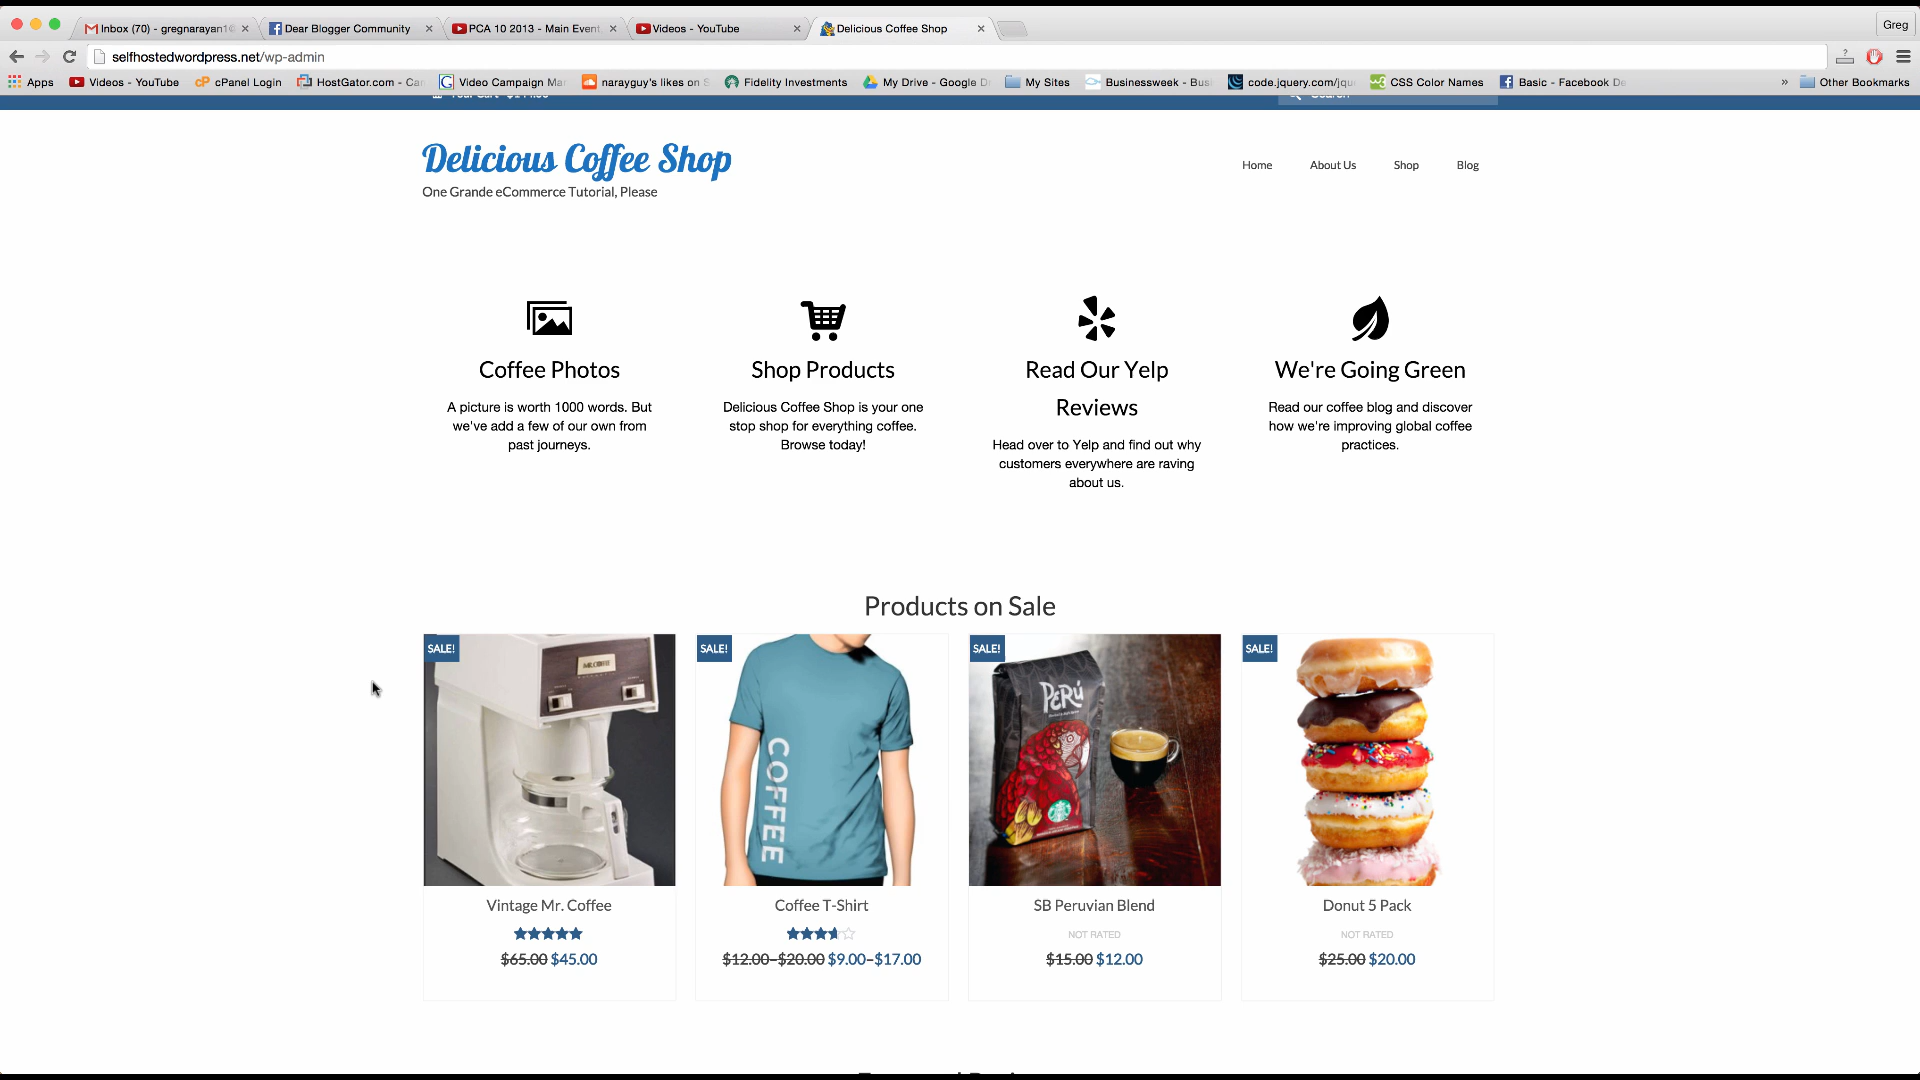 Inbox (70) - gregnarayan1@
Dear Blogger Community
PCA 10 2013 - Main Event
Videos - YouTube
Delicious Coffee Shop
Greg
selfhostedwordpress.net/wp-admin
Apps
Videos - YouTube
cPanel Login
HostGator.com - Ca
Video Campaign Ma
narayguy's likes on S
Fidelity Investments
My Drive - Google D
My Sites
Businessweek - Bus
code.jquery.com/jqu
CSS Color Names
Basic - Facebook De
»
Other Bookmarks
Delicious Coffee Shop
One Grande eCommerce Tutorial, Please
Home
About Us
Shop
Blog
Coffee Photos
A picture is worth 1000 words. But
we've add a few of our own from
past journeys.
Shop Products
Delicious Coffee Shop is your one
stop shop for everything coffee.
Browse today!
Read Our Yelp
Reviews
Head over to Yelp and find out why
customers everywhere are raving
about us.
We're Going Green
Read our coffee blog and discover
how we're improving global coffee
practices.
Products on Sale
SALE!
MR. COFFEE
Vintage Mr. Coffee
$65.00 $45.00
SALE!
COFFEE
Coffee T-Shirt
$12.00–$20.00 $9.00–$17.00
SALE!
PERÚ
SB Peruvian Blend
NOT RATED
$15.00 $12.00
SALE!
Donut 5 Pack
NOT RATED
$25.00 $20.00